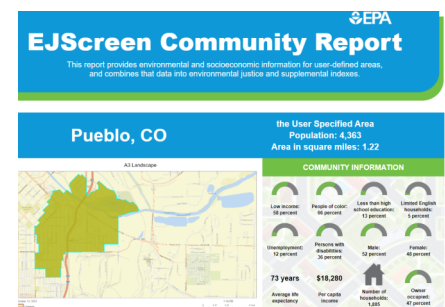 EPA
EJScreen Community Report
This report provides environmental and socioeconomic information for user-defined areas,
and combines that data into environmental justice and supplemental indexes.
Pueblo, CO
the User Specified Area
Population: 4,363
Area in square miles: 1.22
A3 Landscape
COMMUNITY INFORMATION
Low income:
People of color:
Less than high
school education:
13 percent
Limited English
households:
5 percent
Unemployment:
12 percent
Persons with
disabilities:
36 percent
Male:
52 percent
Female:
48 percent
73 years
Average life
expectancy
$18,280
Per capita
income
Number of
households:
Owner
occupied:
47 percent